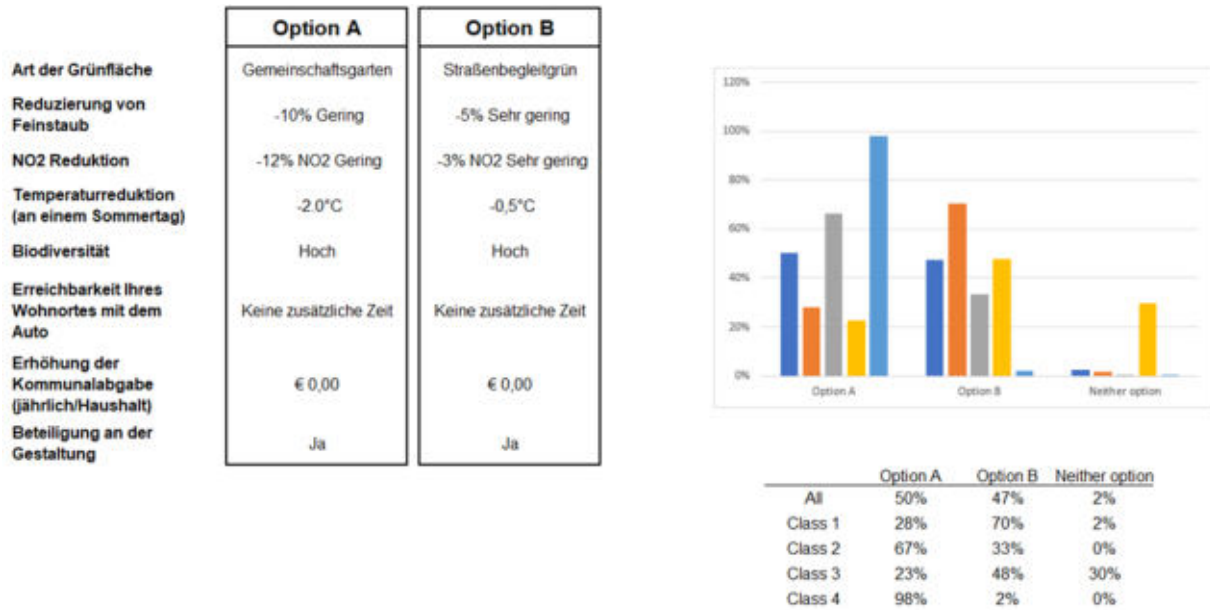 Option A Option B
Art der Grünfläche Gemeinschaftsgarten Straßenbegleitgrün
Reduzierung von
Feinstaub -10% Gering -5% Sehr gering
NO2 Reduktion -12% NO2 Gering -3% NO2 Sehr gering
Temperaturreduktion
(an einem Sommertag) -2.0°C -0,5°C
Biodiversität Hoch Hoch
Erreichbarkeit Ihres
Wohnortes mit dem
Auto Keine zusätzliche Zeit Keine zusätzliche Zeit
Erhöhung der
Kommunalabgabe
(jährlich/Haushalt) € 0,00 € 0,00
Beteiligung an der
Gestaltung Ja Ja
120%
100%
80%
60%
40%
20%
0%
Option A Option B Neither option
Option A Option B Neither option
All 50% 47% 2%
Class 1 28% 70% 2%
Class 2 67% 33% 0%
Class 3 23% 48% 30%
Class 4 98% 2% 0%